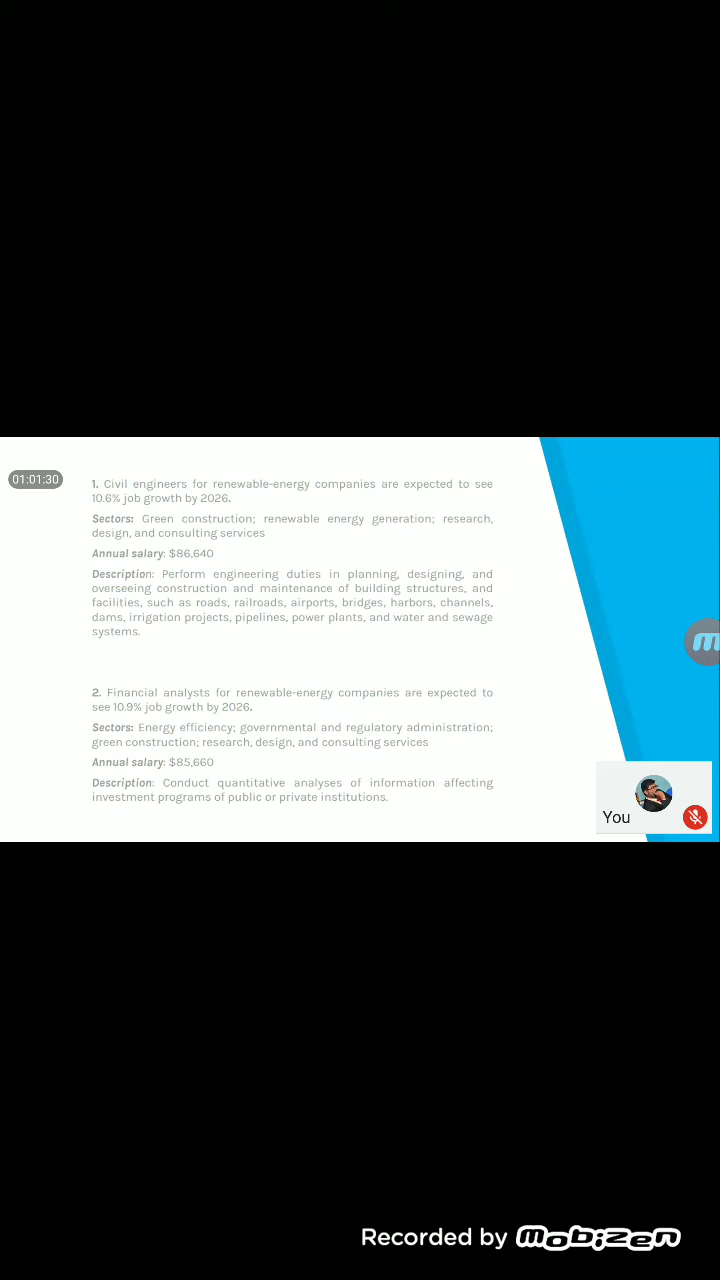 01:01:30
1. Civil engineers for renewable-energy companies are expected to see
10.6% job growth by 2026.
Sectors: Green construction; renewable energy generation; research,
design, and consulting services
Annual salary: $86,640
Description: Perform engineering duties in planning, designing, and
overseeing construction and maintenance of building structures, and
facilities, such as roads, railroads, airports, bridges, harbors, channels,
dams, irrigation projects, pipelines, power plants, and water and sewage
systems.
2. Financial analysts for renewable-energy companies are expected to
see 10.9% job growth by 2026.
Sectors: Energy efficiency; governmental and regulatory administration;
green construction; research, design, and consulting services
Annual salary: $85,660
Description: Conduct quantitative analyses of information affecting
investment programs of public or private institutions.
m
You
Recorded by mobizen